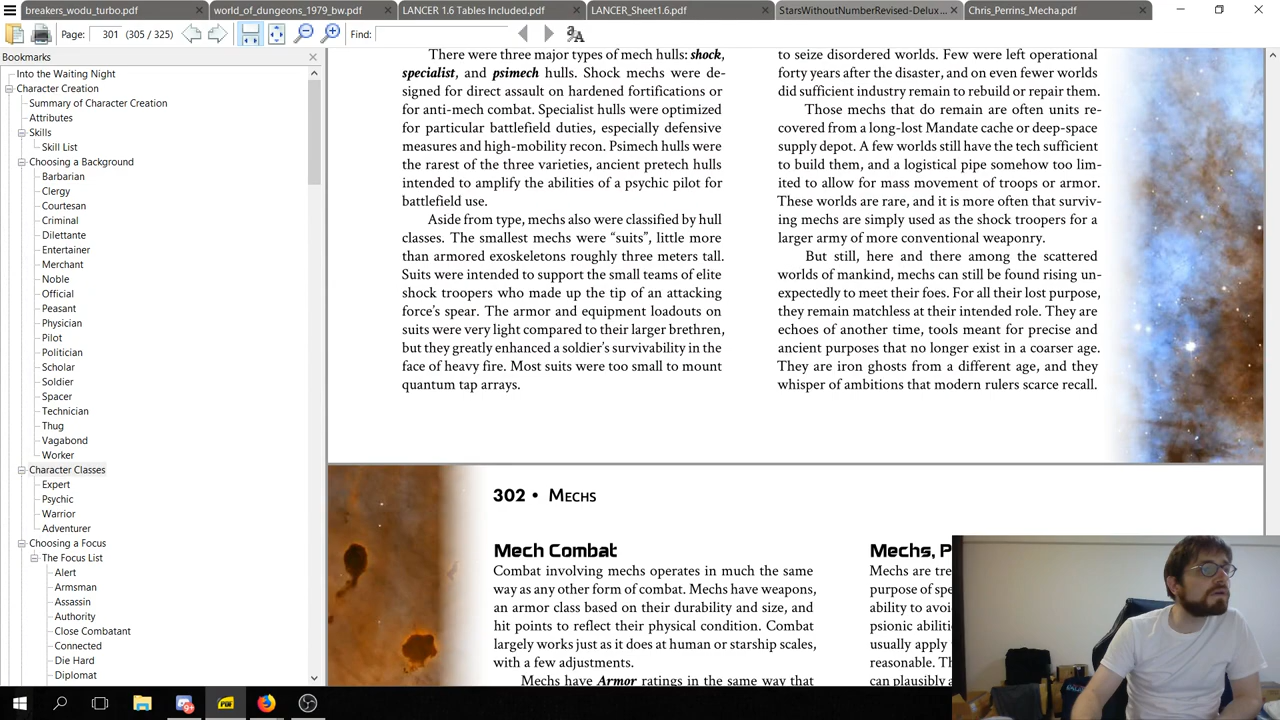 breakers_wodu_turbo.pdf
world_of_dungeons_1979_bw.pdf
LANCER 1.6 Tables Included.pdf
LANCER_Sheet1.6.pdf
StarsWithoutNumberRevised-Delux ...
Chris_Perrins_Mecha.pdf
Page: 301 (305 / 325)
Find:
Bookmarks
Into the Waiting Night
Character Creation
Summary of Character Creation
Attributes
Skills
Skill List
Choosing a Background
Barbarian
Clergy
Courtesan
Criminal
Dilettante
Entertainer
Merchant
Noble
Official
Peasant
Physician
Pilot
Politician
Scholar
Soldier
Spacer
Technician
Thug
Vagabond
Worker
Character Classes
Expert
Psychic
Warrior
Adventurer
Choosing a Focus
The Focus List
Alert
Armsman
Assassin
Authority
Close Combatant
Connected
Die Hard
Diplomat
There were three major types of mech hulls: shock,
specialist, and psimech hulls. Shock mechs were de-
signed for direct assault on hardened fortifications or
for anti-mech combat. Specialist hulls were optimized
for particular battlefield duties, especially defensive
measures and high-mobility recon. Psimech hulls were
the rarest of the three varieties, ancient pretech hulls
intended to amplify the abilities of a psychic pilot for
battlefield use.
Aside from type, mechs also were classified by hull
classes. The smallest mechs were “suits”, little more
than armored exoskeletons roughly three meters tall.
Suits were intended to support the small teams of elite
shock troopers who made up the tip of an attacking
force’s spear. The armor and equipment loadouts on
suits were very light compared to their larger brethren,
but they greatly enhanced a soldier’s survivability in the
face of heavy fire. Most suits were too small to mount
quantum tap arrays.
to seize disordered worlds. Few were left operational
forty years after the disaster, and on even fewer worlds
did sufficient industry remain to rebuild or repair them.
Those mechs that do remain are often units re-
covered from a long-lost Mandate cache or deep-space
supply depot. A few worlds still have the tech sufficient
to build them, and a logistical pipe somehow too lim-
ited to allow for mass movement of troops or armor.
These worlds are rare, and it is more often that surviv-
ing mechs are simply used as the shock troopers for a
larger army of more conventional weaponry.
But still, here and there among the scattered
worlds of mankind, mechs can still be found rising un-
expectedly to meet their foes. For all their lost purpose,
they remain matchless at their intended role. They are
echoes of another time, tools meant for precise and
ancient purposes that no longer exist in a coarser age.
They are iron ghosts from a different age, and they
whisper of ambitions that modern rulers scarce recall.
302 • Mechs
Mech Combat
Combat involving mechs operates in much the same
way as any other form of combat. Mechs have weapons,
an armor class based on their durability and size, and
hit points to reflect their physical condition. Combat
largely works just as it does at human or starship scales,
with a few adjustments.
Mechs have Armor ratings in the same way that
Mechs, P
Mechs are tre
purpose of spe
ability to avoi
psionic abiliti
usually apply
reasonable. Th
can plausibly a